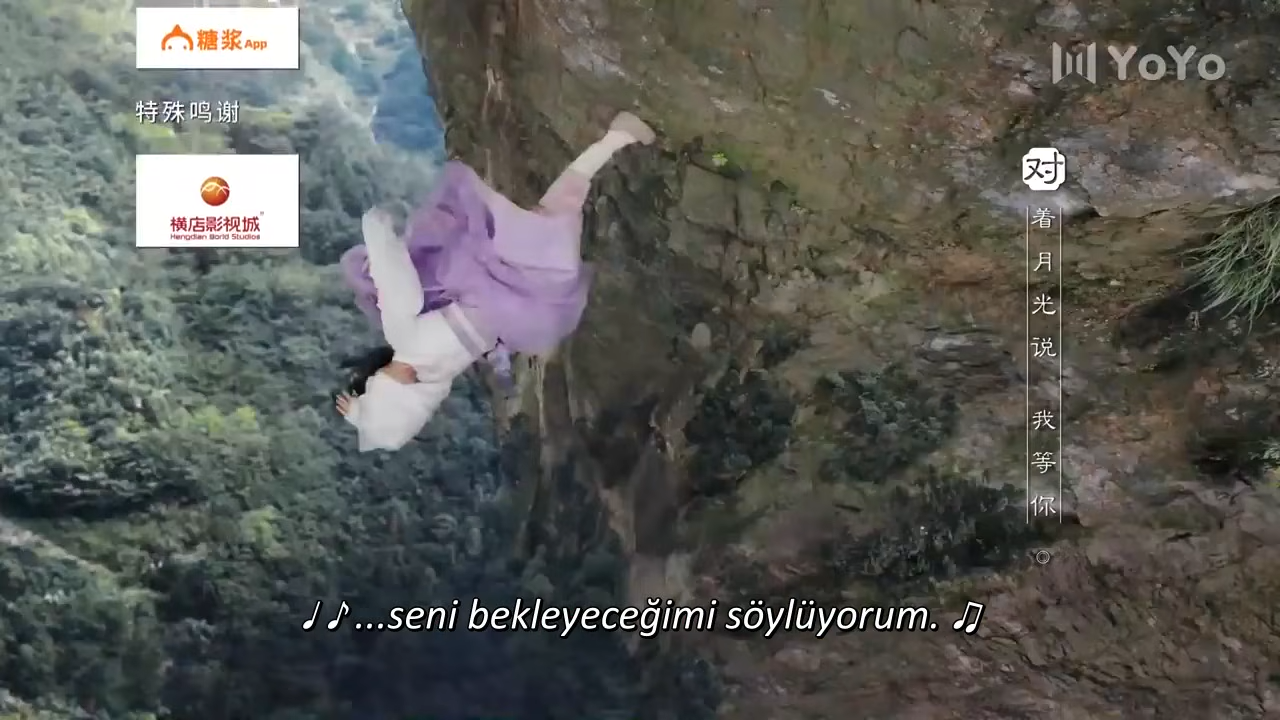 糖浆App
YoYo
特殊鸣谢
横店影视城
Hengdian World Studios
对着月光说 我等你
♩♪...seni bekleyeceğimi söylüyorum. ♫